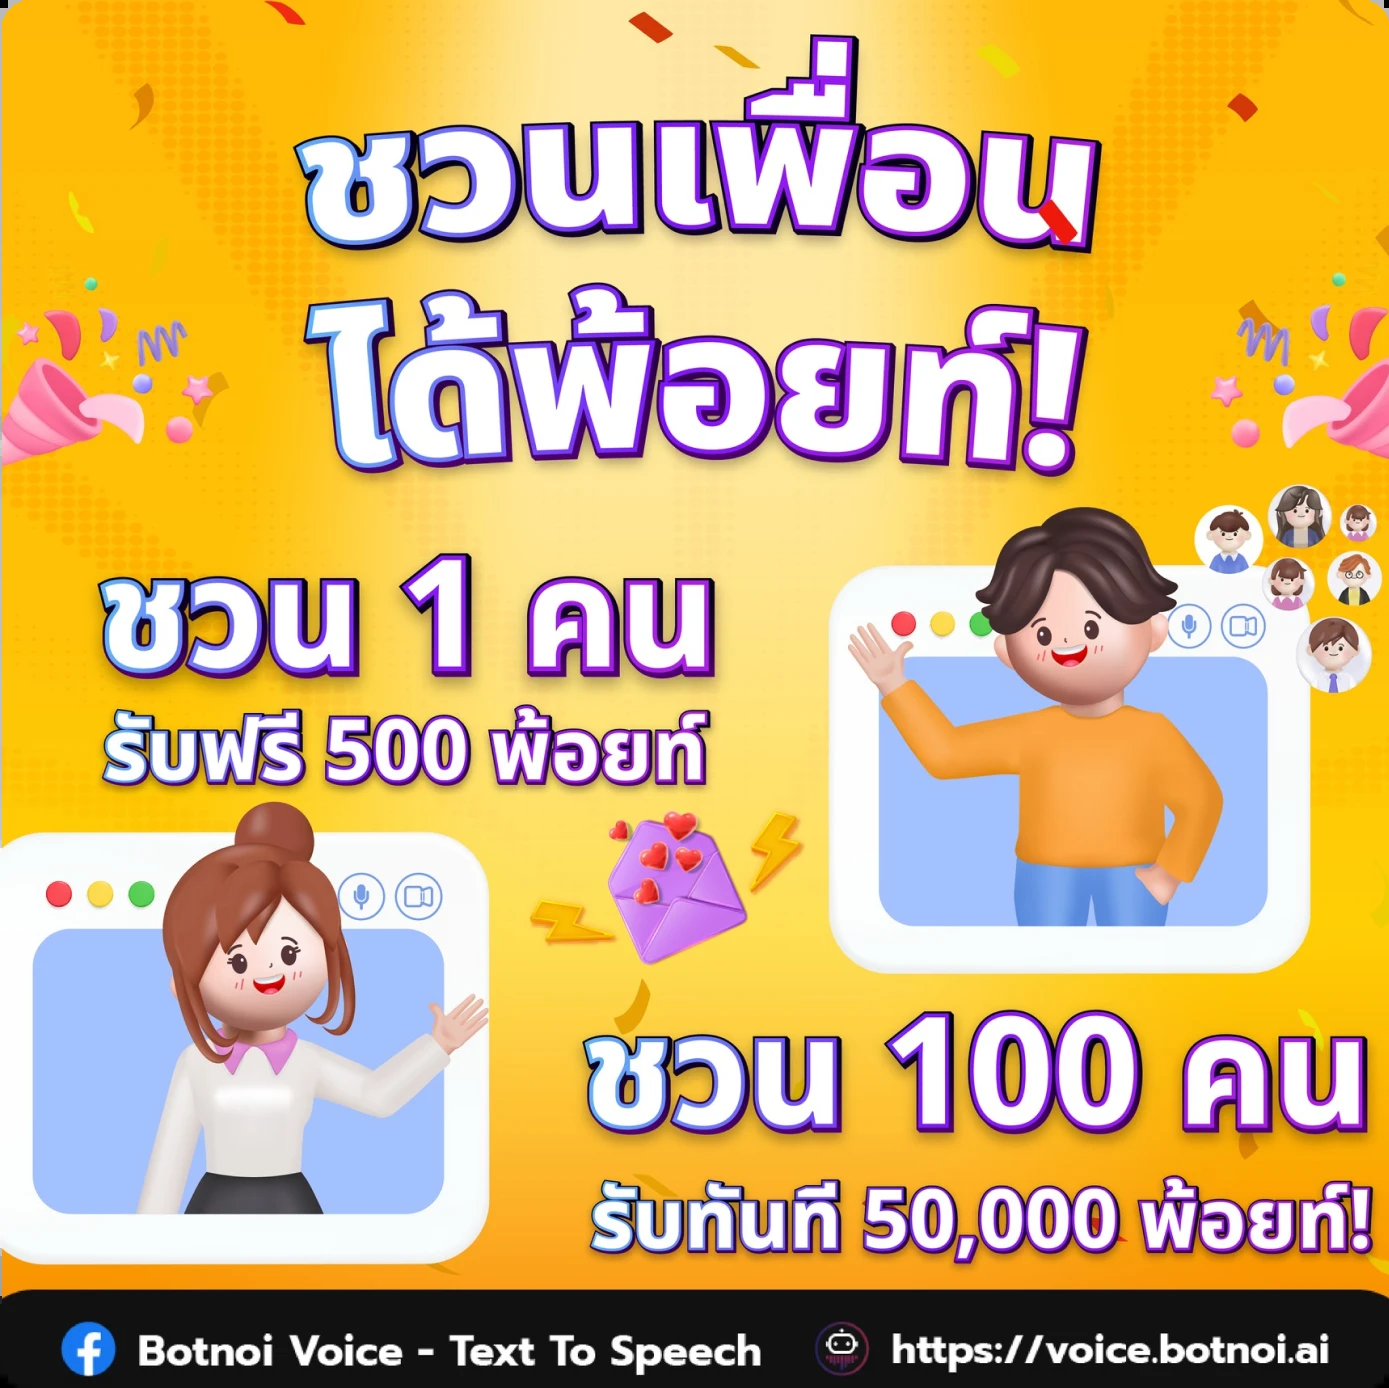 ชวนเพื่อน
ได้พ้อยท์!
ชวน 1 คน
รับฟรี 500 พ้อยท์
ชวน 100 คน
รับทันที 50,000 พ้อยท์!
Botnoi Voice - Text To Speech
https://voice.botnoi.ai